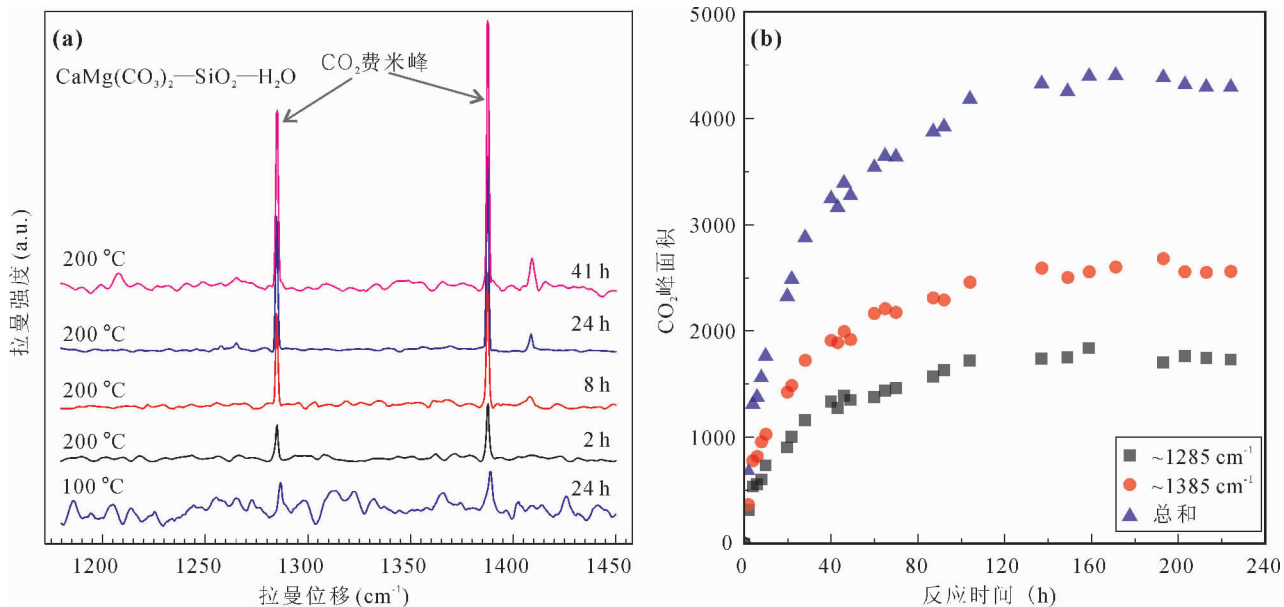 (a)
CaMg(CO₃)₂—SiO₂—H₂O
CO₂费米峰
200 °C
41 h
200 °C
24 h
200 °C
8 h
200 °C
2 h
100 °C
24 h
拉曼强度 (a.u.)
1200
1250
1300
1350
1400
1450
拉曼位移 (cm⁻¹)
(b)
5000
4000
3000
2000
1000
0
CO₂峰面积
~1285 cm⁻¹
~1385 cm⁻¹
总和
0
40
80
120
160
200
240
反应时间 (h)